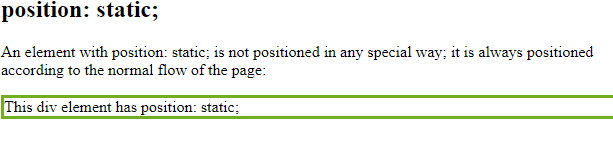 position: static;
An element with position: static; is not positioned in any special way; it is always positioned
according to the normal flow of the page:
This div element has position: static;